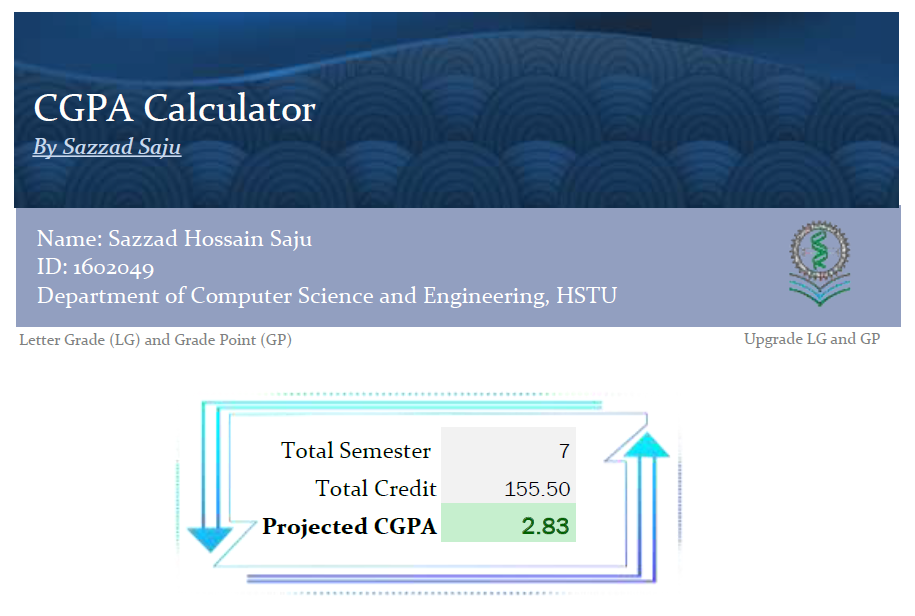 CGPA Calculator
By Sazzad Saju
Name: Sazzad Hossain Saju
ID: 1602049
Department of Computer Science and Engineering, HSTU
Letter Grade (LG) and Grade Point (GP)
Upgrade LG and GP
Total Semester 7
Total Credit 155.50
Projected CGPA 2.83